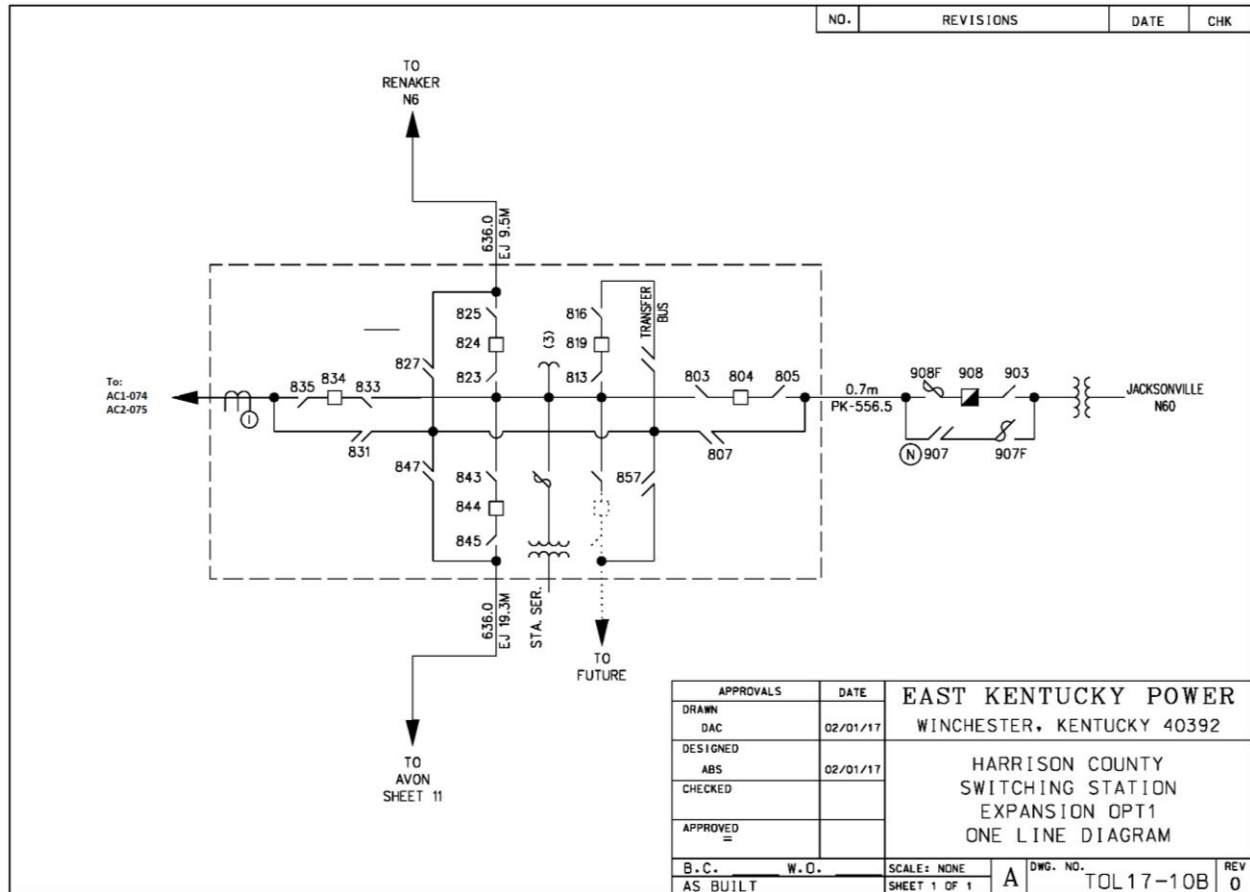 NO. REVISIONS DATE CHK
TO
RENAKER
N6
636.0
EJ 9.5M
825
824
823
827
816
819
813
(3)
TRANSFER
BUS
To:
AC1-074
AC2-075
I
835
834
833
831
803
804
805
807
0.7m
PK-556.5
908F
908
903
N
907
907F
JACKSONVILLE
N60
847
843
844
845
857
636.0
EJ 19.3M
STA. SER.
TO
FUTURE
TO
AVON
SHEET 11
APPROVALS DATE
DRAWN
DAC 02/01/17
DESIGNED
ABS 02/01/17
CHECKED
APPROVED
=
EAST KENTUCKY POWER
WINCHESTER, KENTUCKY 40392
HARRISON COUNTY
SWITCHING STATION
EXPANSION OPT1
ONE LINE DIAGRAM
B.C. ____ W.O. ____
AS BUILT
SCALE: NONE
SHEET 1 OF 1
A
DWG. NO.
TOL17-10B
REV
0